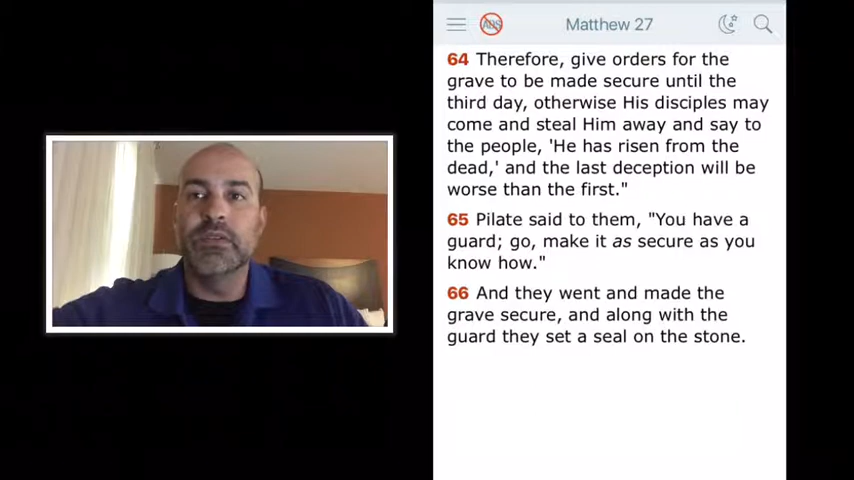 ADS
Matthew 27
64 Therefore, give orders for the
grave to be made secure until the
third day, otherwise His disciples may
come and steal Him away and say to
the people, 'He has risen from the
dead,' and the last deception will be
worse than the first."
65 Pilate said to them, "You have a
guard; go, make it as secure as you
know how."
66 And they went and made the
grave secure, and along with the
guard they set a seal on the stone.